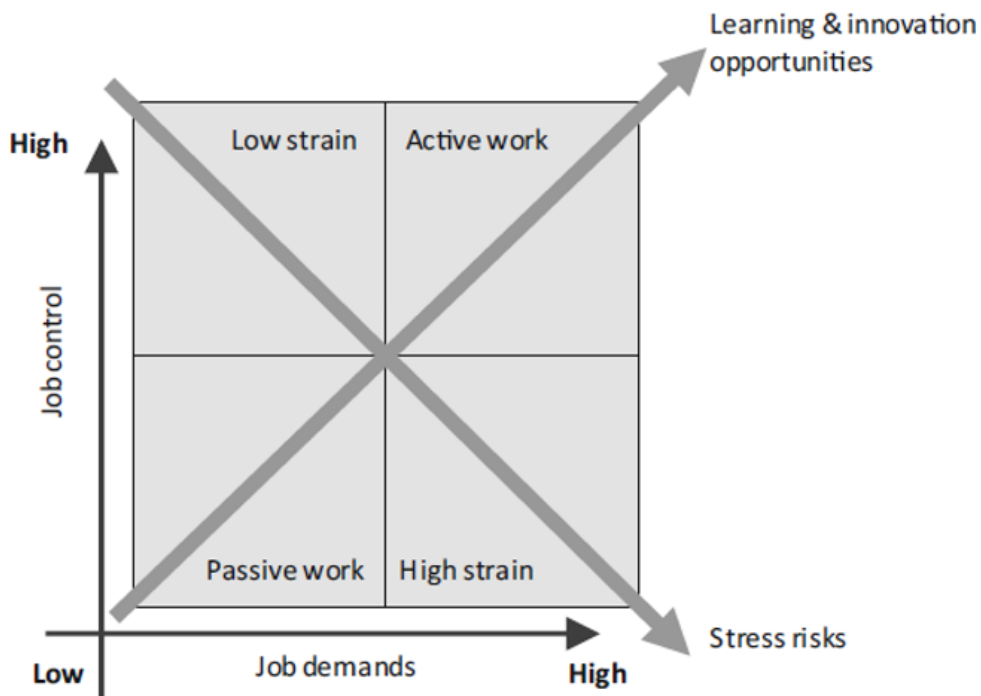 Learning & innovation
opportunities
High
Low strain
Active work
Job control
Passive work
High strain
Stress risks
Low
Job demands
High